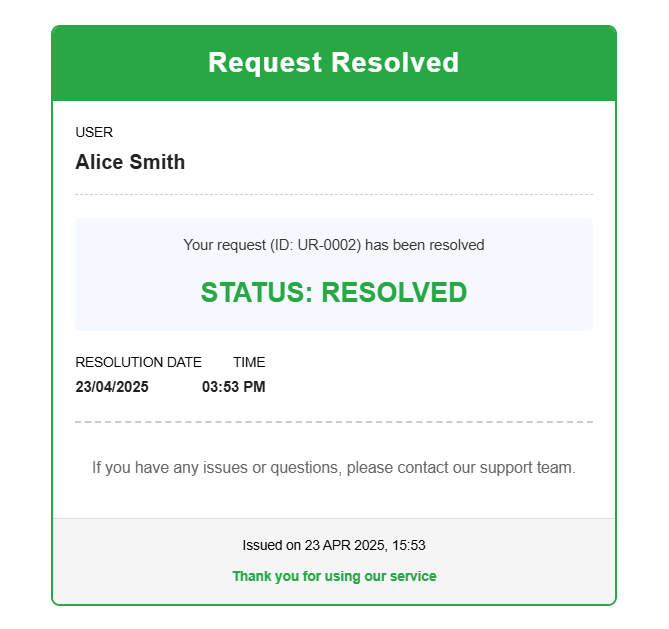 Request Resolved
USER
Alice Smith
Your request (ID: UR-0002) has been resolved
STATUS: RESOLVED
RESOLUTION DATE TIME
23/04/2025 03:53 PM
If you have any issues or questions, please contact our support team.
Issued on 23 APR 2025, 15:53
Thank you for using our service